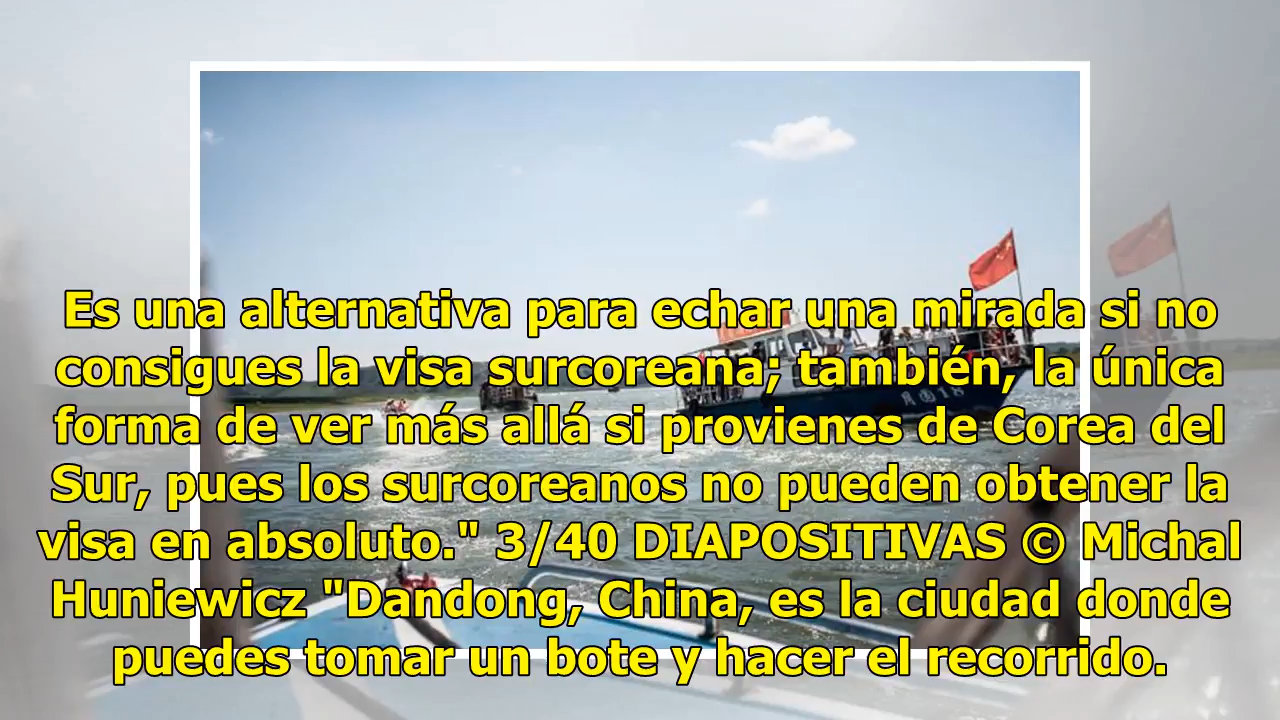 Es una alternativa para echar una mirada si no
consigues la visa surcoreana; también, la única
forma de ver más allá si provienes de Corea del
Sur, pues los surcoreanos no pueden obtener la
visa en absoluto." 3/40 DIAPOSITIVAS © Michal
Huniewicz "Dandong, China, es la ciudad donde
puedes tomar un bote y hacer el recorrido.